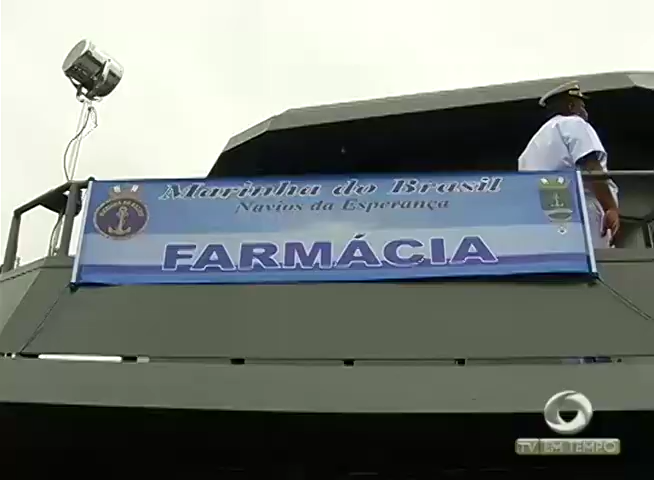 Marinha do Brasil
Navios da Esperança
FARMÁCIA
TV EM TEMPO